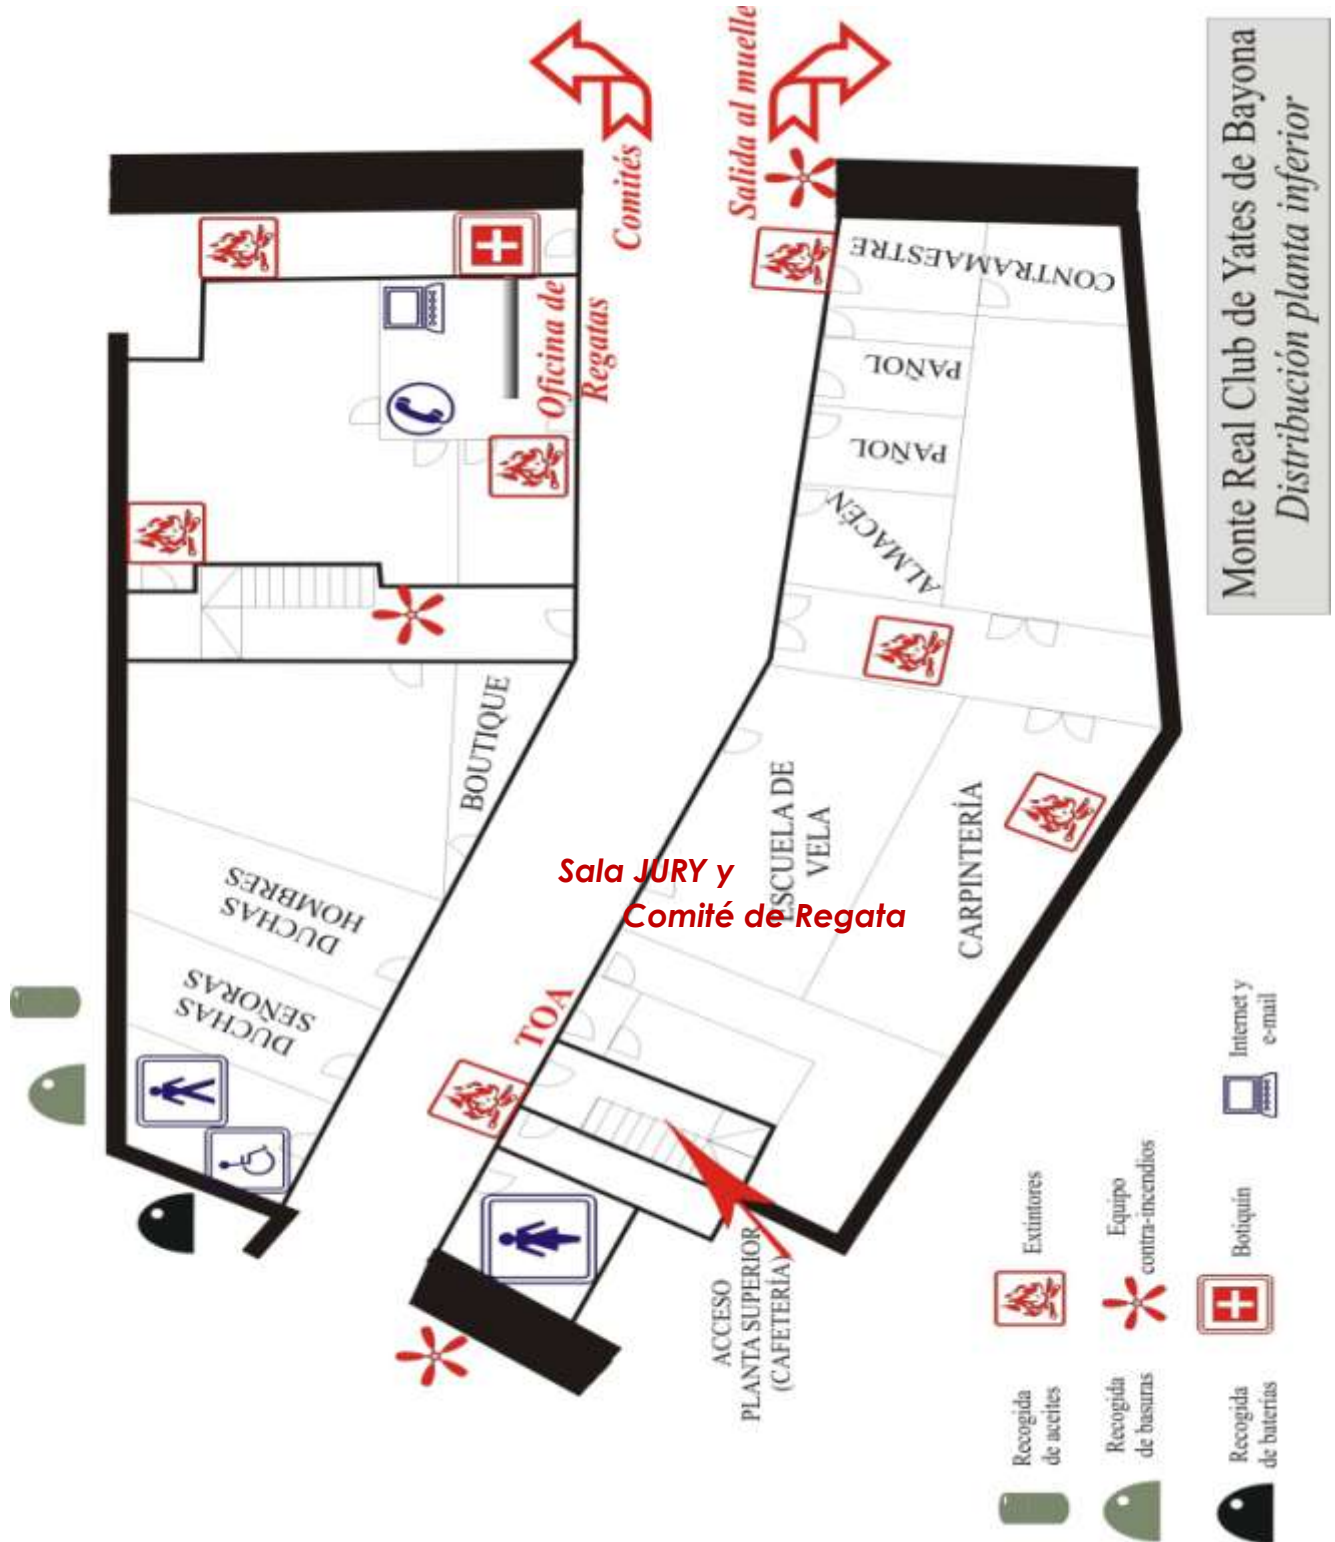 Monte Real Club de Yates de Bayona
Distribución planta inferior
Comités
Salida al muelle
Oficina de
Regatas
CONTRAMAESTRE
PAÑOL
PAÑOL
ALMACÉN
BOUTIQUE
ESCUELA DE
VELA
CARPINTERÍA
Sala JURY y
Comité de Regata
DUCHAS
HOMBRES
DUCHAS
SEÑORAS
TOA
ACCESO
PLANTA SUPERIOR
(CAFETERÍA)
Recogida
de aceites
Extintores
Recogida
de basuras
Equipo
contra-incendios
Recogida
de baterias
Botiquín
Internet y
e-mail